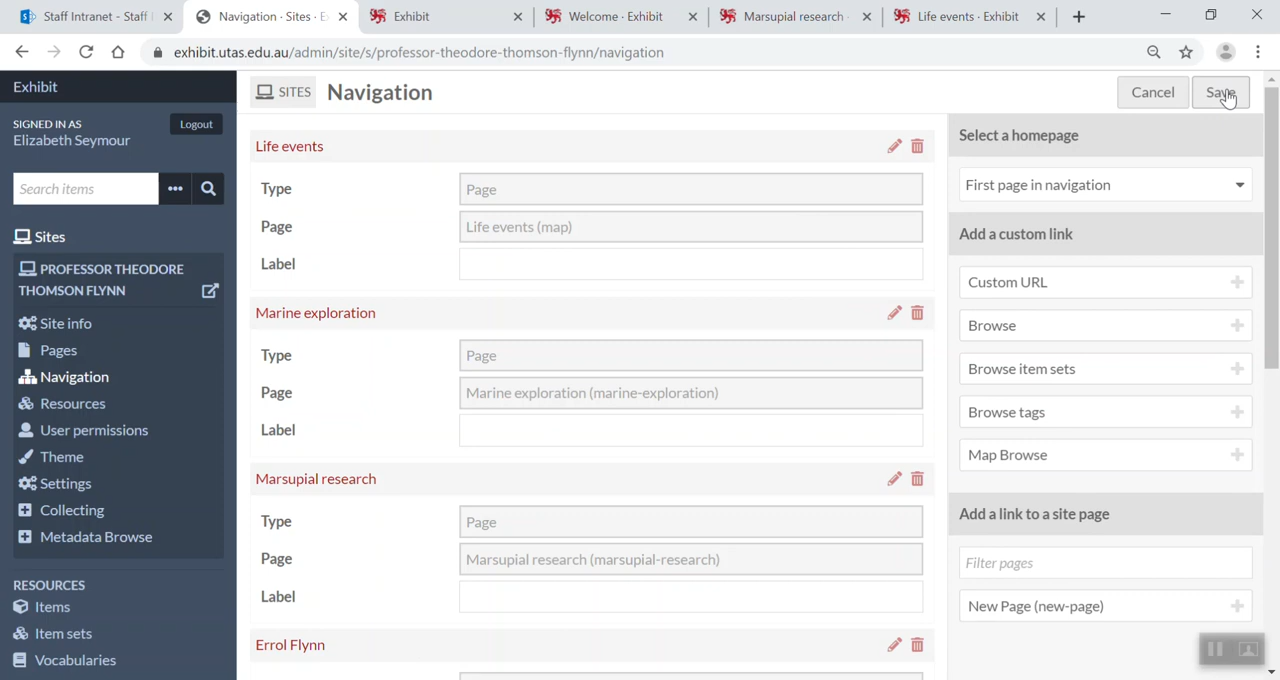 Staff Intranet - Staff
Navigation · Sites · E
Exhibit
Welcome · Exhibit
Marsupial research ·
Life events · Exhibit
exhibit.utas.edu.au/admin/site/s/professor-theodore-thomson-flynn/navigation
Exhibit
SIGNED IN AS
Elizabeth Seymour
Logout
Search items
Sites
PROFESSOR THEODORE
THOMSON FLYNN
Site info
Pages
Navigation
Resources
User permissions
Theme
Settings
Collecting
Metadata Browse
RESOURCES
Items
Item sets
Vocabularies
SITES Navigation
Cancel
Save
Life events
Type Page
Page Life events (map)
Label
Marine exploration
Type Page
Page Marine exploration (marine-exploration)
Label
Marsupial research
Type Page
Page Marsupial research (marsupial-research)
Label
Errol Flynn
Select a homepage
First page in navigation
Add a custom link
Custom URL
Browse
Browse item sets
Browse tags
Map Browse
Add a link to a site page
Filter pages
New Page (new-page)